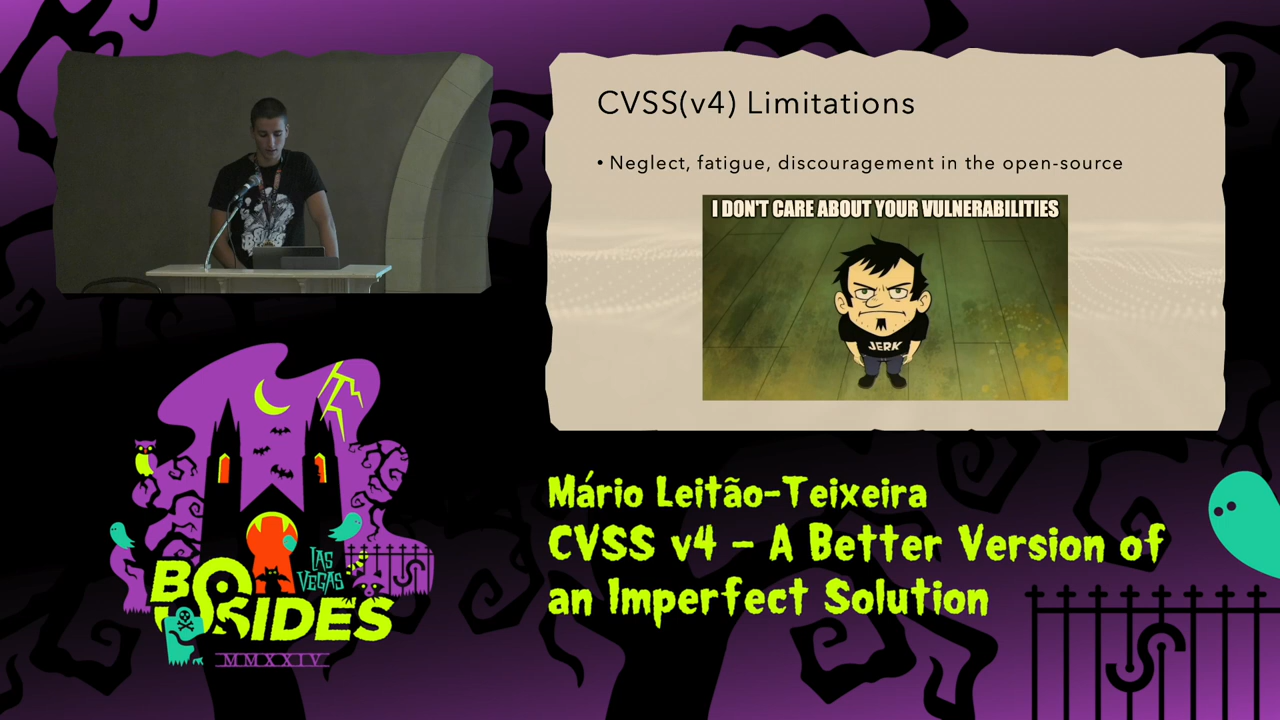 CVSS(v4) Limitations
• Neglect, fatigue, discouragement in the open-source
I DON'T CARE ABOUT YOUR VULNERABILITIES
JERK
Mário Leitão-Teixeira
CVSS v4 - A Better Version of
an Imperfect Solution
LAS
VEGAS
BSIDES
MMXXIV